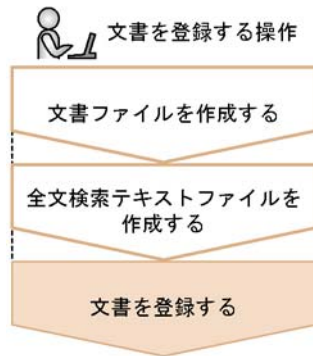 文書を登録する操作
文書ファイルを作成する
全文検索テキストファイルを
作成する
文書を登録する